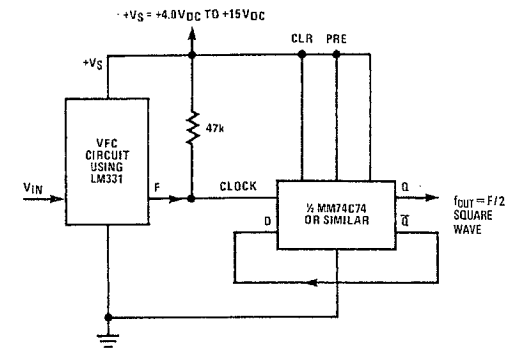 +VS = +4.0VDC TO +15VDC
CLR PRE
+VS
47k
VFC
CIRCUIT
USING
LM331
VIN
F
CLOCK
Q
D
½ MM74C74
OR SIMILAR
Q̅
fOUT = F/2
SQUARE
WAVE